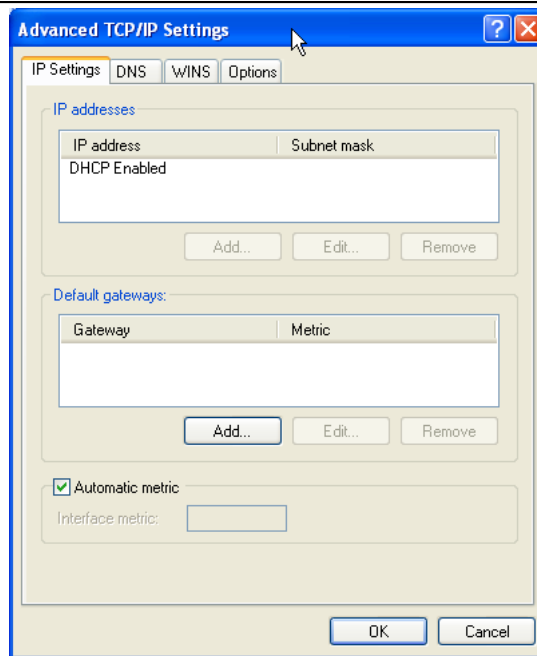 Advanced TCP/IP Settings
IP Settings DNS WINS Options
IP addresses
IP address Subnet mask
DHCP Enabled
Add... Edit... Remove
Default gateways:
Gateway Metric
Add... Edit... Remove
Automatic metric
Interface metric:
OK Cancel